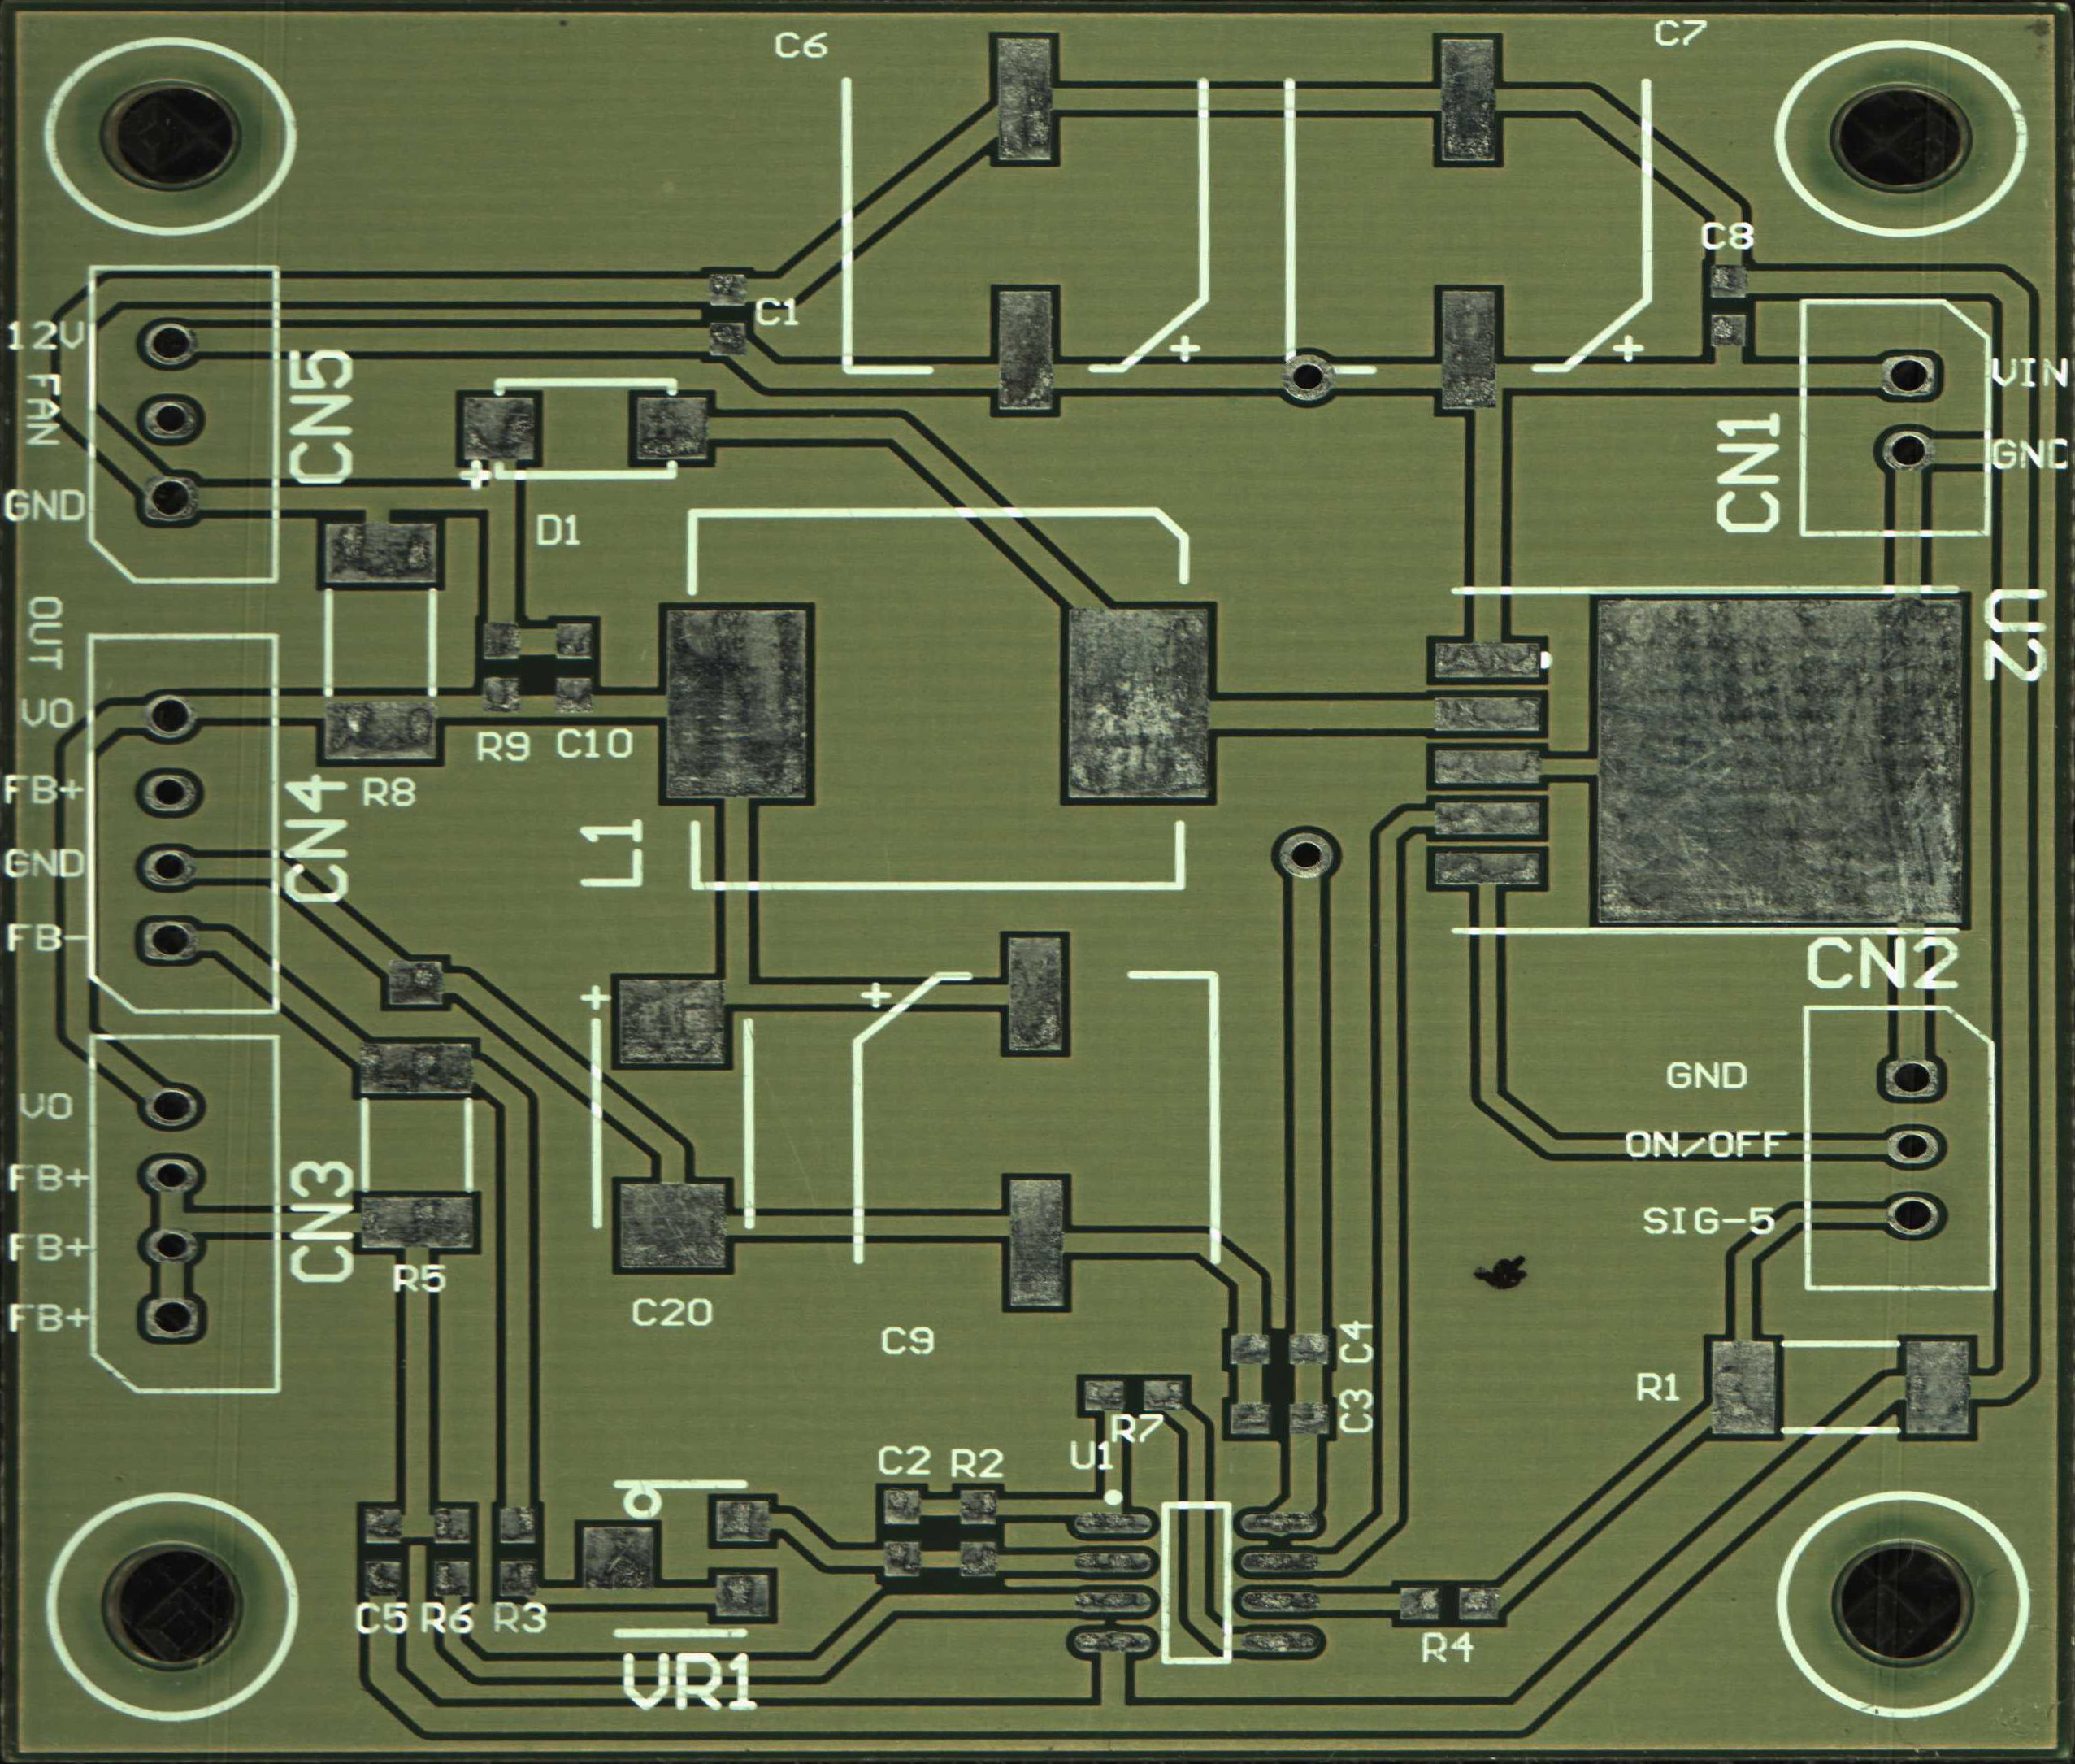 C6
C7
C8
C1
12V
FAN
GND
CN5
+
+
+
VIN
GND
CN1
D1
OUT
U2
VO
FB+
GND
FB-
R9
C10
R8
CN4
L1
+
+
CN2
GND
ON/OFF
SIG-5
VO
FB+
FB+
FB+
CN3
R5
C20
C9
C4
C3
R1
R7
U1
C2
R2
C5
R6
R3
VR1
R4